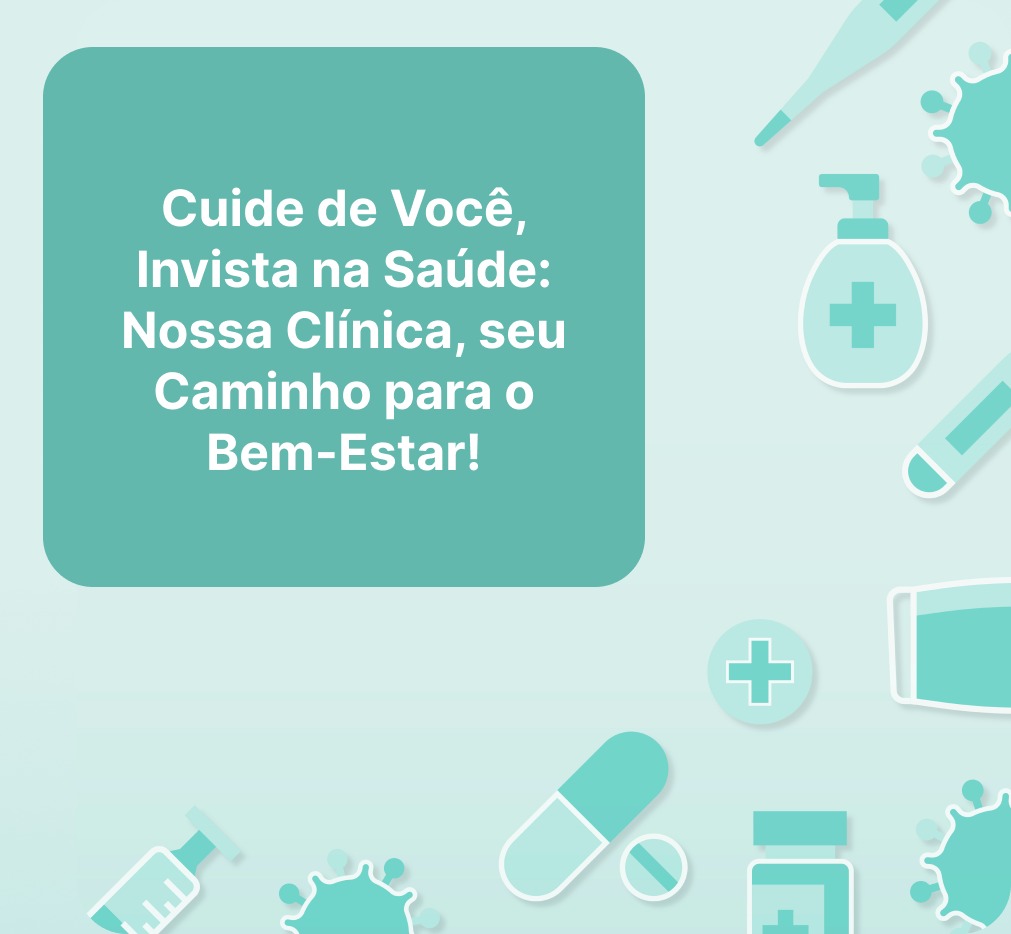 Cuide de Você,
Invista na Saúde:
Nossa Clínica, seu
Caminho para o
Bem-Estar!